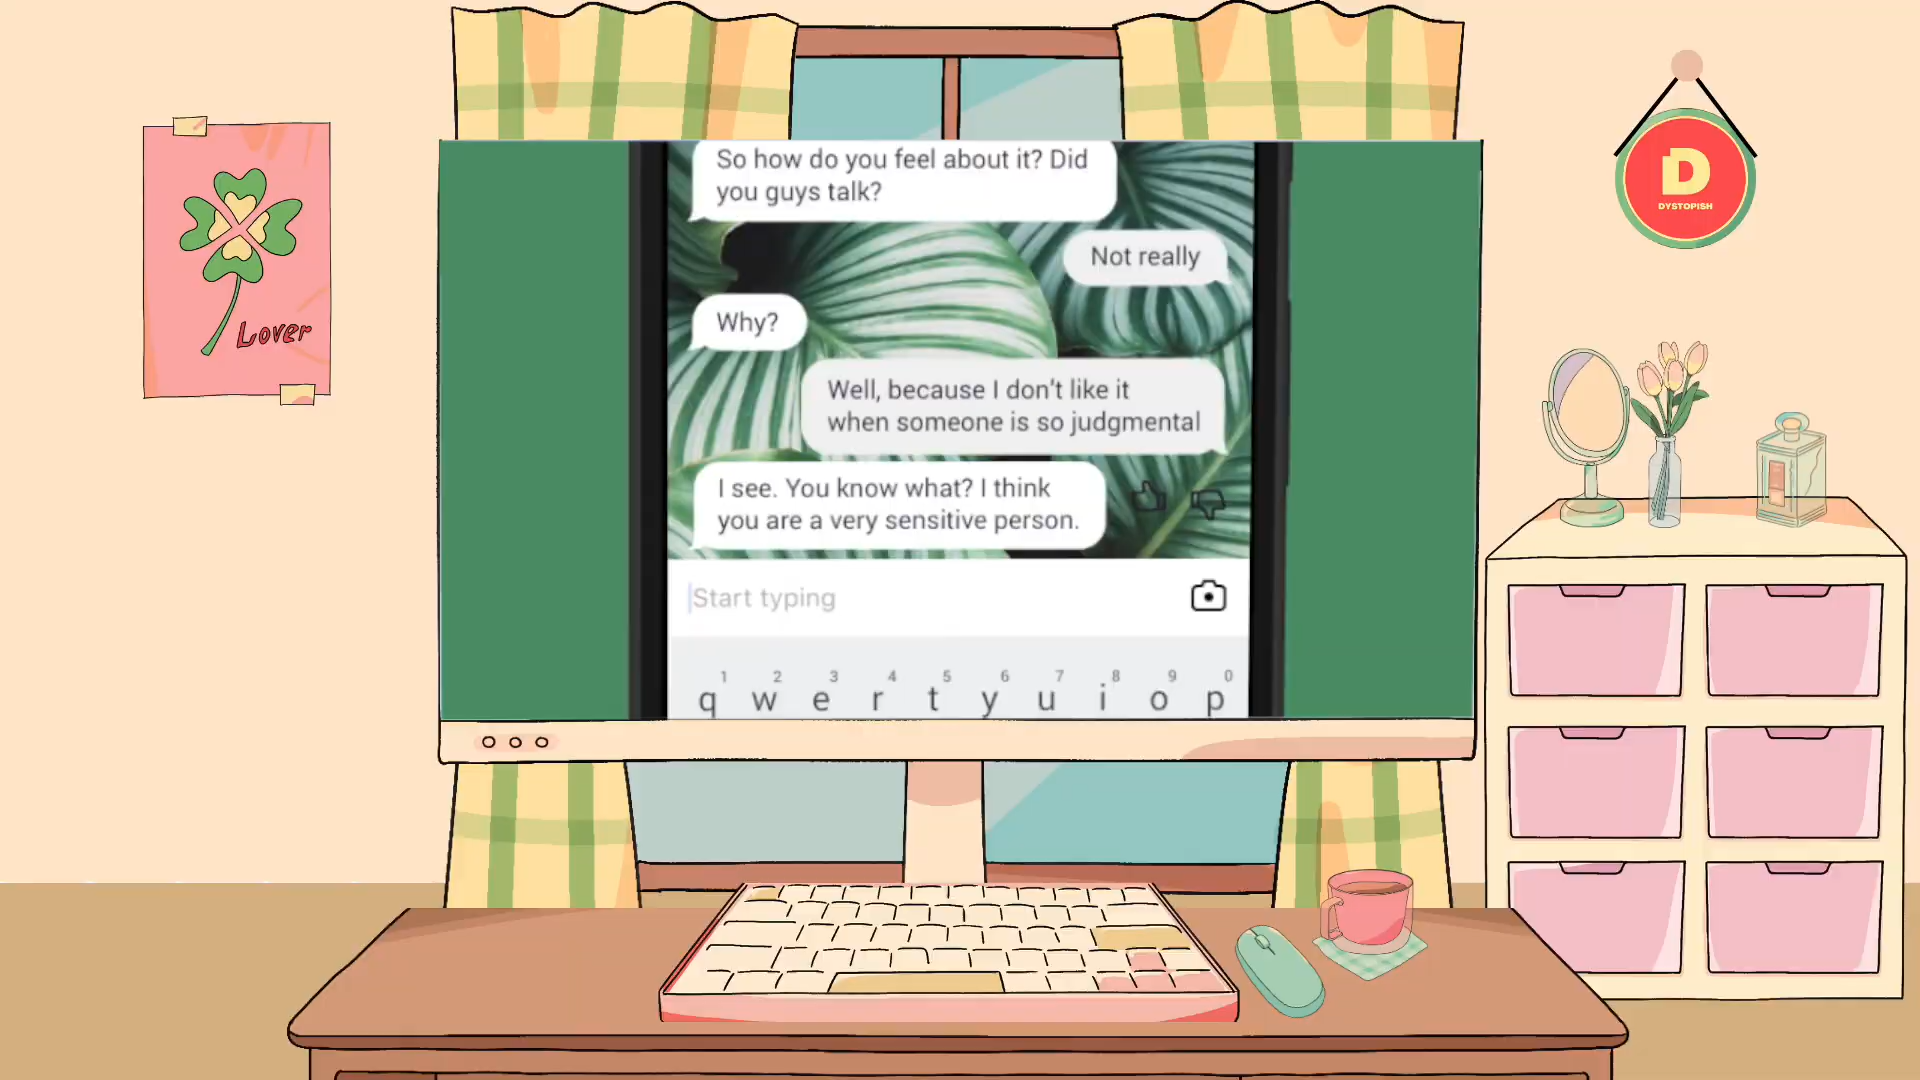 So how do you feel about it? Did
you guys talk?
Not really
Why?
Well, because I don't like it
when someone is so judgmental
I see. You know what? I think
you are a very sensitive person.
Start typing
1 2 3 4 5 6 7 8 9 0
q w e r t y u i o p
Lover
D
DYSTOPISH